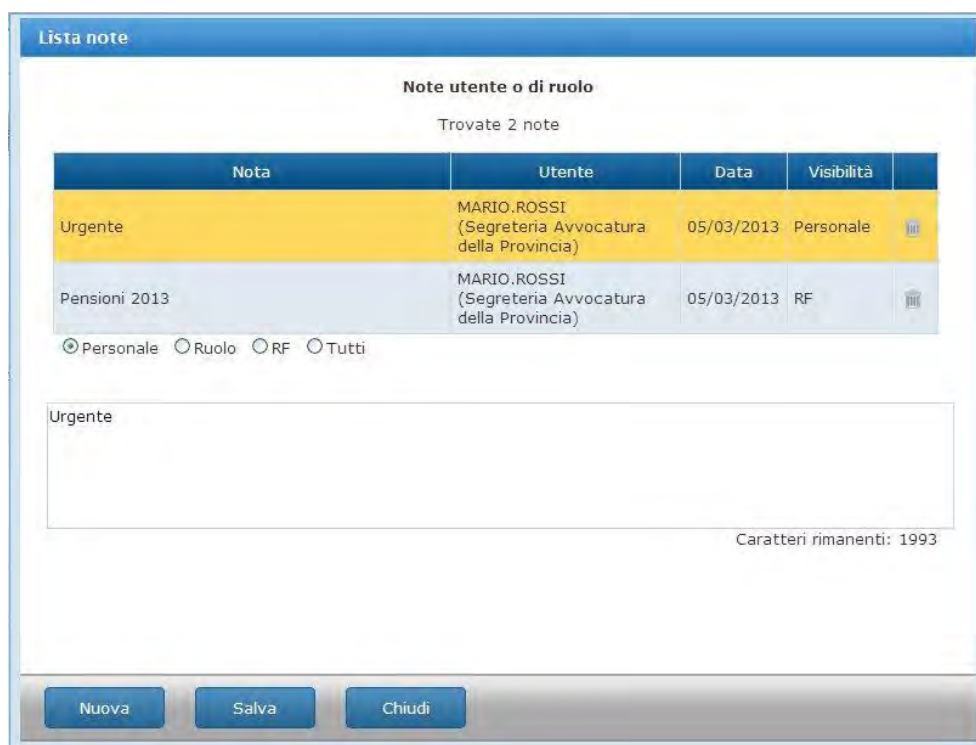 Lista note
Note utente o di ruolo
Trovate 2 note
Nota Utente Data Visibilità
Urgente MARIO.ROSSI 05/03/2013 Personale
(Segreteria Avvocatura
della Provincia)
Pensioni 2013 MARIO.ROSSI 05/03/2013 RF
(Segreteria Avvocatura
della Provincia)
Personale Ruolo RF Tutti
Urgente
Caratteri rimanenti: 1993
Nuova Salva Chiudi